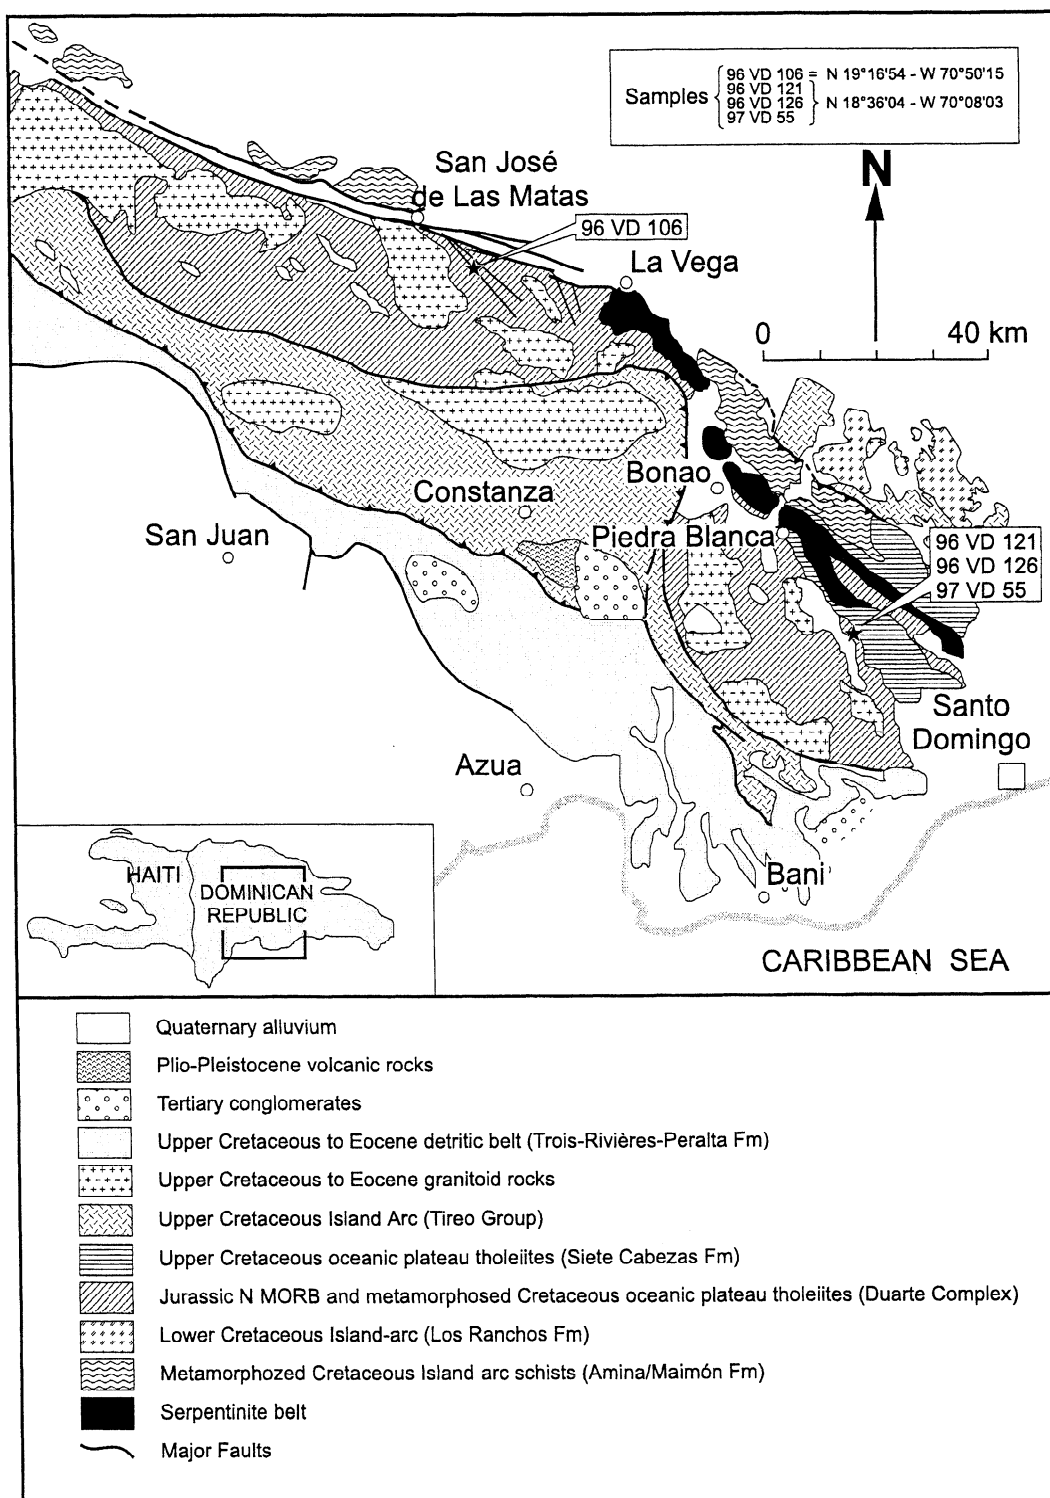 Samples
96 VD 106 = N 19°16'54 - W 70°50'15
96 VD 121
96 VD 126
97 VD 55
N 18°36'04 - W 70°08'03
N
San José
de Las Matas
96 VD 106
La Vega
0 40 km
Bonao
Constanza
San Juan
Piedra Blanca
96 VD 121
96 VD 126
97 VD 55
Santo
Domingo
Azua
Bani
CARIBBEAN SEA
HAITI
DOMINICAN
REPUBLIC
Quaternary alluvium
Plio-Pleistocene volcanic rocks
Tertiary conglomerates
Upper Cretaceous to Eocene detritic belt (Trois-Rivières-Peralta Fm)
Upper Cretaceous to Eocene granitoid rocks
Upper Cretaceous Island Arc (Tireo Group)
Upper Cretaceous oceanic plateau tholeiites (Siete Cabezas Fm)
Jurassic N MORB and metamorphosed Cretaceous oceanic plateau tholeiites (Duarte Complex)
Lower Cretaceous Island-arc (Los Ranchos Fm)
Metamorphozed Cretaceous Island arc schists (Amina/Maimón Fm)
Serpentinite belt
Major Faults